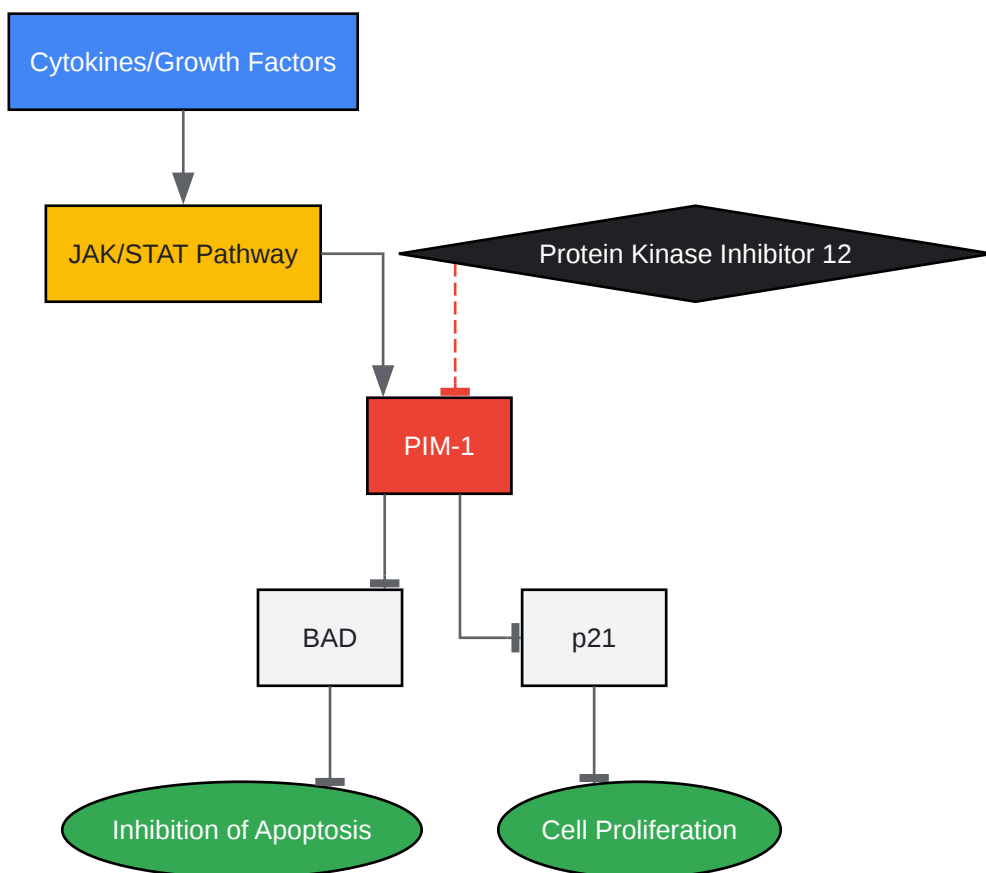 Cytokines/Growth Factors
JAK/STAT Pathway
Protein Kinase Inhibitor 12
PIM-1
BAD
p21
Inhibition of Apoptosis
Cell Proliferation